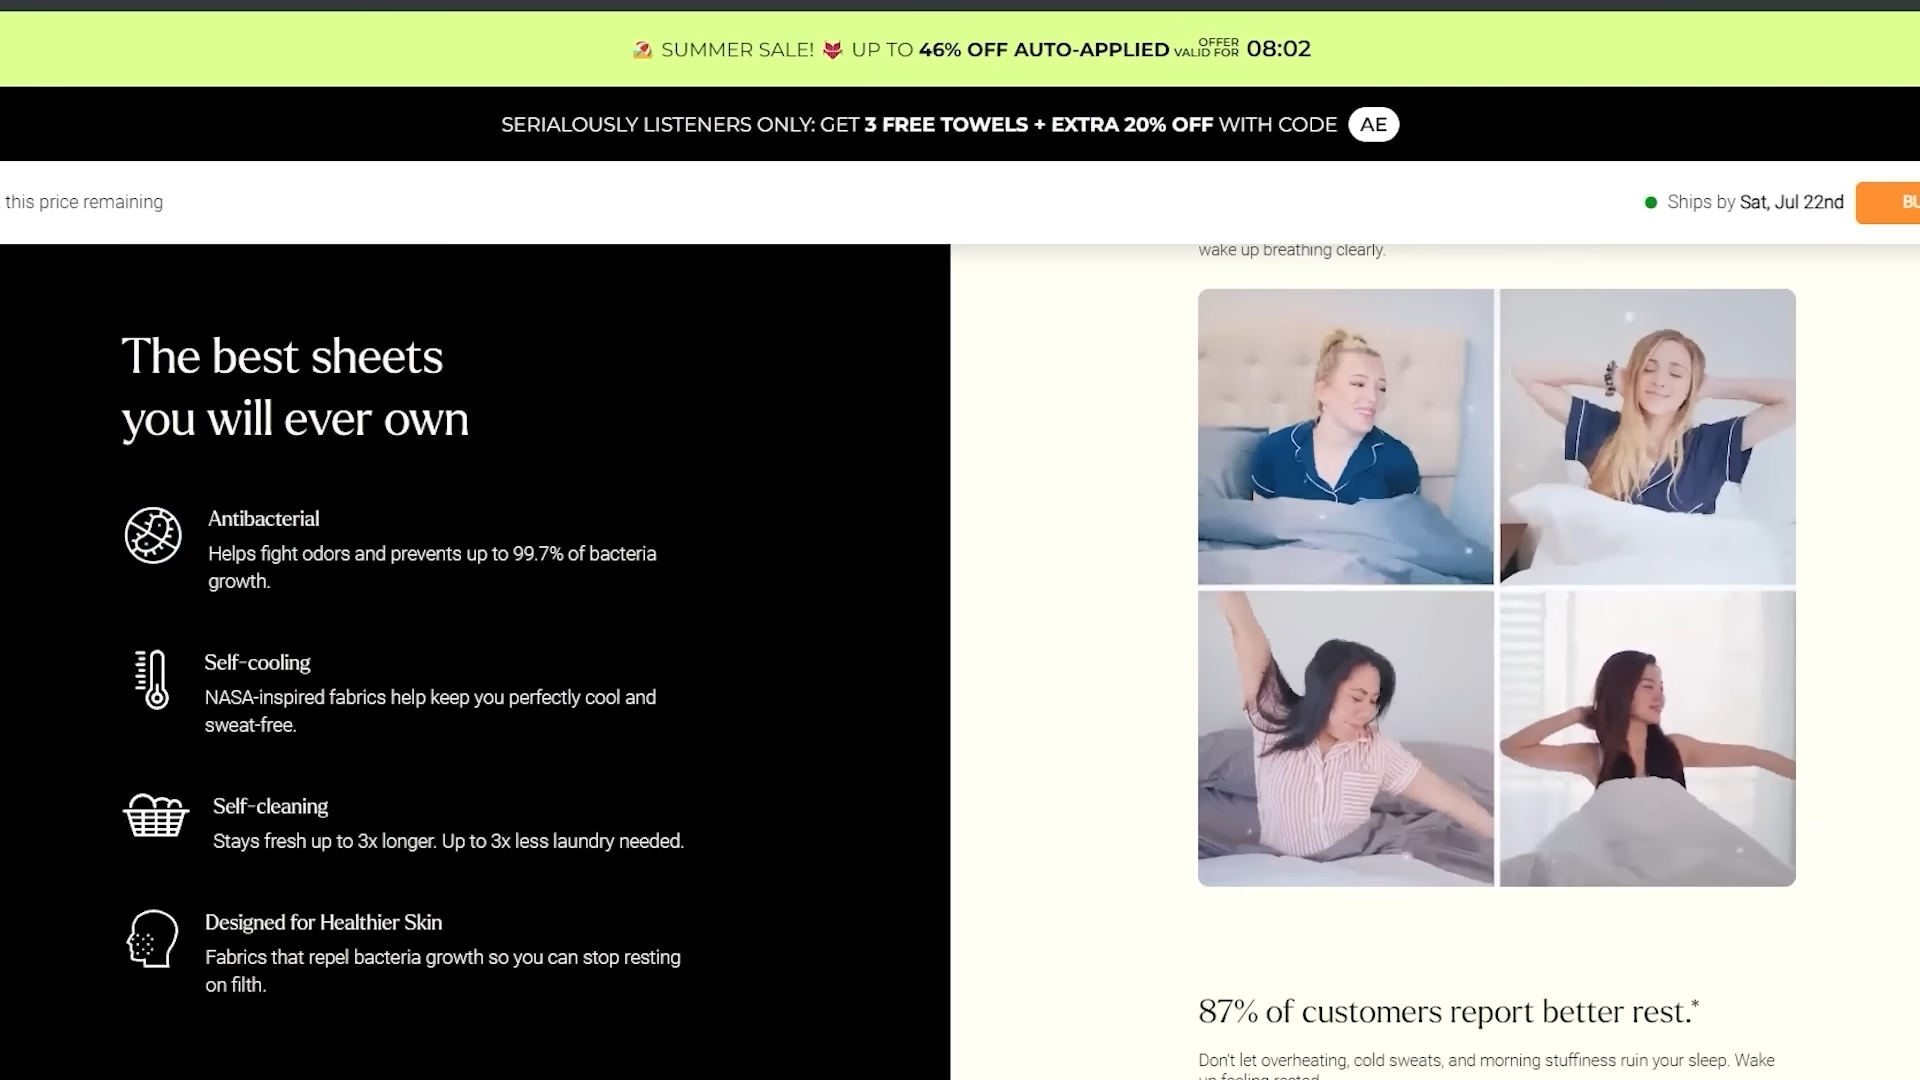 SUMMER SALE! UP TO 46% OFF AUTO-APPLIED OFFER VALID FOR 08:02
SERIALOUSLY LISTENERS ONLY: GET 3 FREE TOWELS + EXTRA 20% OFF WITH CODE AE
this price remaining
Ships by Sat, Jul 22nd
The best sheets
you will ever own
Antibacterial
Helps fight odors and prevents up to 99.7% of bacteria
growth.
Self-cooling
NASA-inspired fabrics help keep you perfectly cool and
sweat-free.
Self-cleaning
Stays fresh up to 3x longer. Up to 3x less laundry needed.
Designed for Healthier Skin
Fabrics that repel bacteria growth so you can stop resting
on filth.
wake up breathing clearly.
87% of customers report better rest.*
Don't let overheating, cold sweats, and morning stuffiness ruin your sleep. Wake
up feeling rested